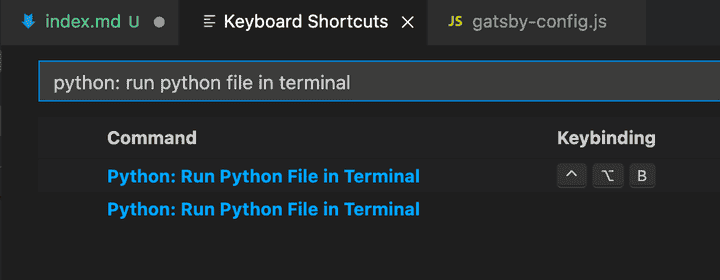 index.md U
Keyboard Shortcuts
JS gatsby-config.js
python: run python file in terminal
Command Keybinding
Python: Run Python File in Terminal ^ ⌥ B
Python: Run Python File in Terminal